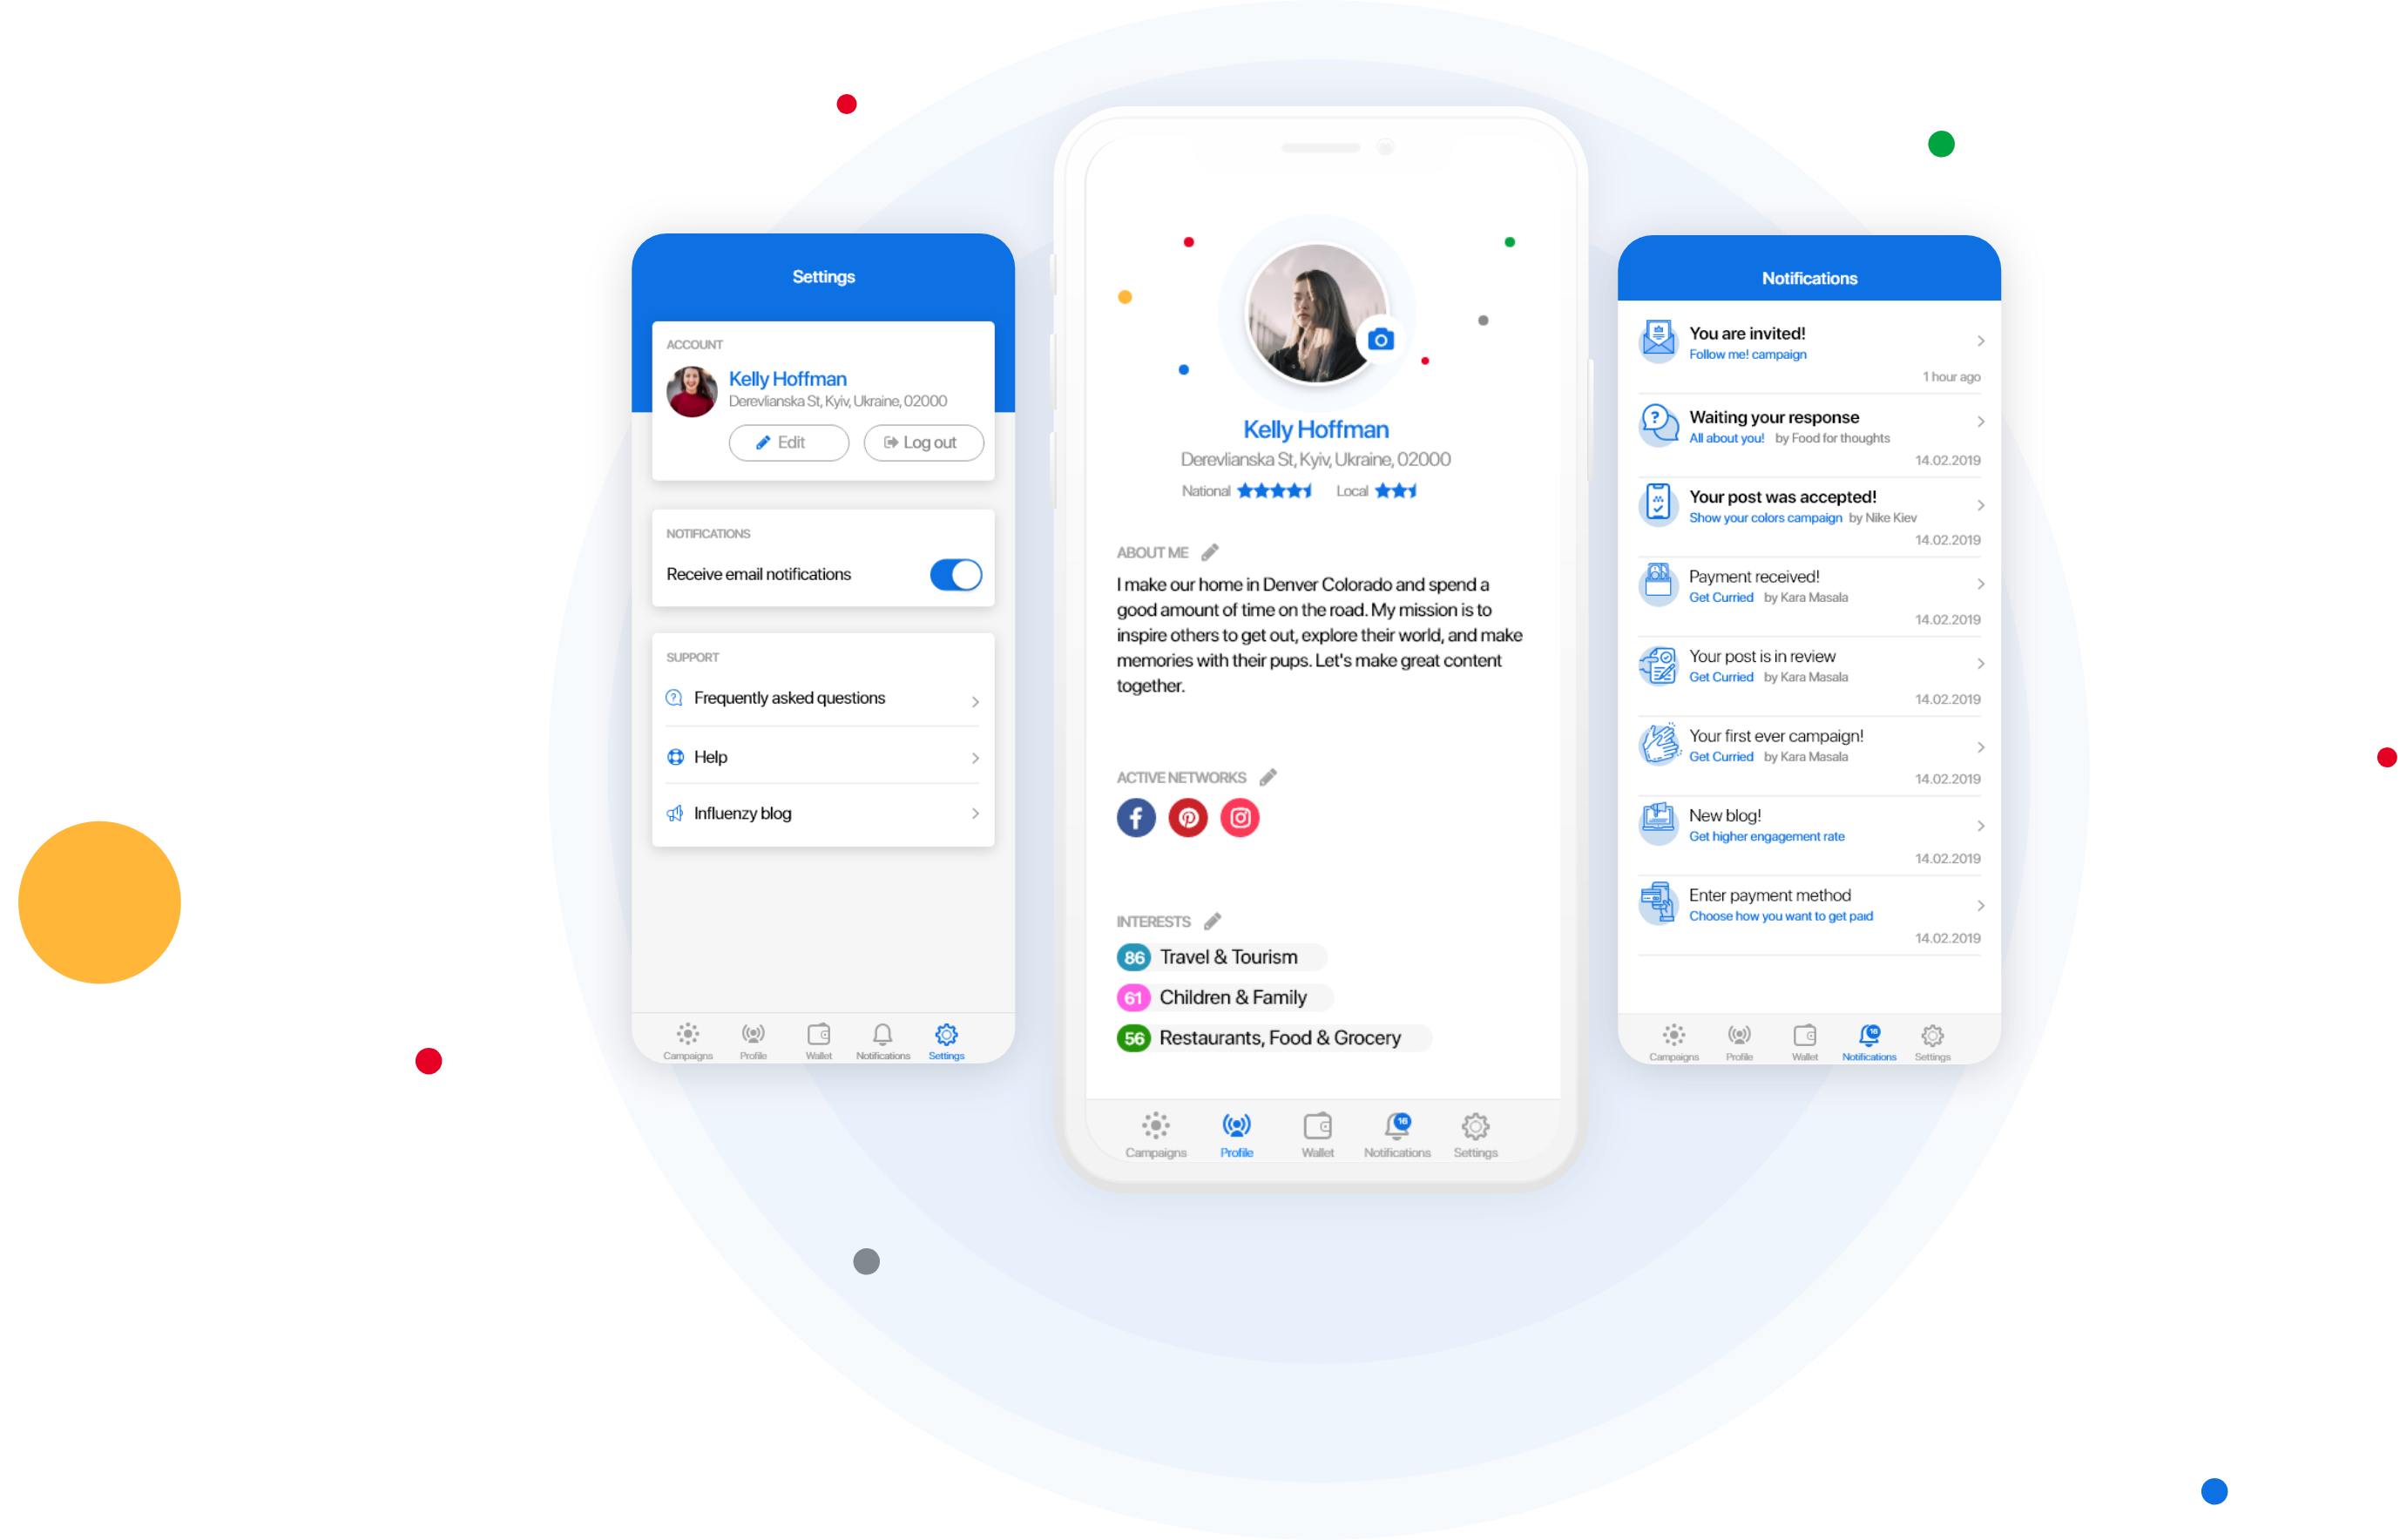 Settings
ACCOUNT
Kelly Hoffman
Derevlianska St, Kyiv, Ukraine, 02000
Edit
Log out
NOTIFICATIONS
Receive email notifications
SUPPORT
Frequently asked questions
Help
Influenzy blog
Campaigns Profile Wallet Notifications Settings
Kelly Hoffman
Derevlianska St, Kyiv, Ukraine, 02000
National Local
ABOUT ME
I make our home in Denver Colorado and spend a
good amount of time on the road. My mission is to
inspire others to get out, explore their world, and make
memories with their pups. Let's make great content
together.
ACTIVE NETWORKS
INTERESTS
86 Travel & Tourism
61 Children & Family
56 Restaurants, Food & Grocery
16
Campaigns Profile Wallet Notifications Settings
Notifications
You are invited!
Follow me! campaign
1 hour ago
Waiting your response
All about you! by Food for thoughts
14.02.2019
Your post was accepted!
Show your colors campaign by Nike Kiev
14.02.2019
Payment received!
Get Curried by Kara Masala
14.02.2019
Your post is in review
Get Curried by Kara Masala
14.02.2019
Your first ever campaign!
Get Curried by Kara Masala
14.02.2019
New blog!
Get higher engagement rate
14.02.2019
Enter payment method
Choose how you want to get paid
14.02.2019
16
Campaigns Profile Wallet Notifications Settings